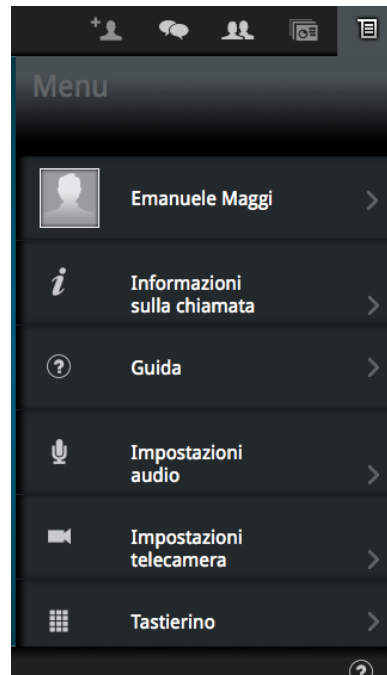 Menu
Emanuele Maggi
Informazioni
sulla chiamata
Guida
Impostazioni
audio
Impostazioni
telecamera
Tastierino